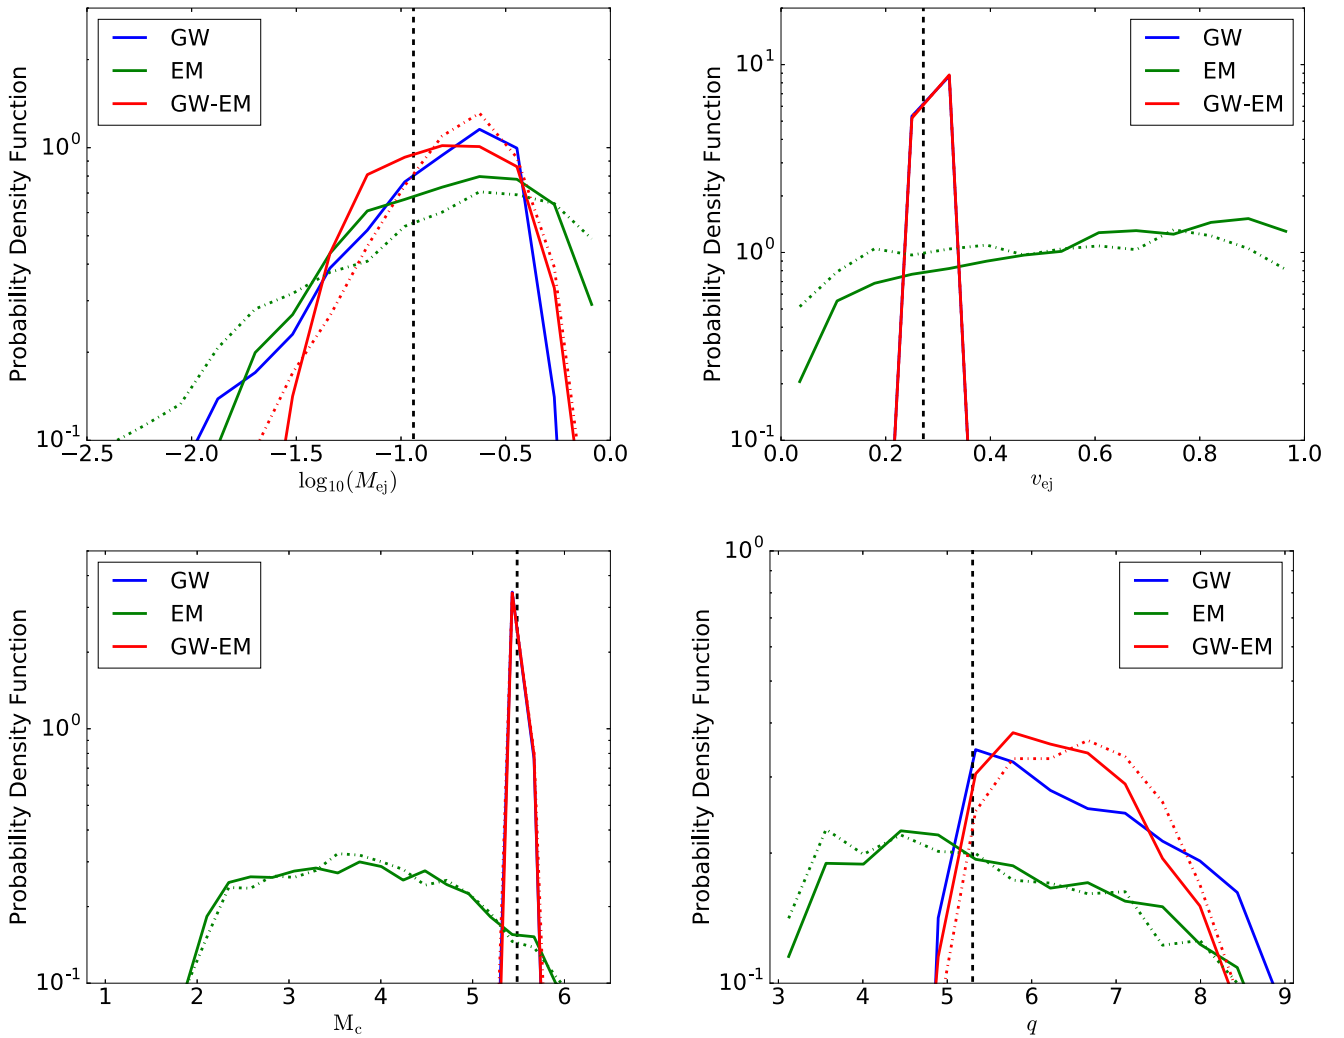 Probability Density Function
10^0
10^-1
GW
EM
GW-EM
−2.5 −2.0 −1.5 −1.0 −0.5 0.0
log10(Mej)
Probability Density Function
10^1
10^0
10^-1
GW
EM
GW-EM
0.0 0.2 0.4 0.6 0.8 1.0
vej
Probability Density Function
10^0
10^-1
GW
EM
GW-EM
1 2 3 4 5 6
Mc
Probability Density Function
10^0
10^-1
GW
EM
GW-EM
3 4 5 6 7 8 9
q